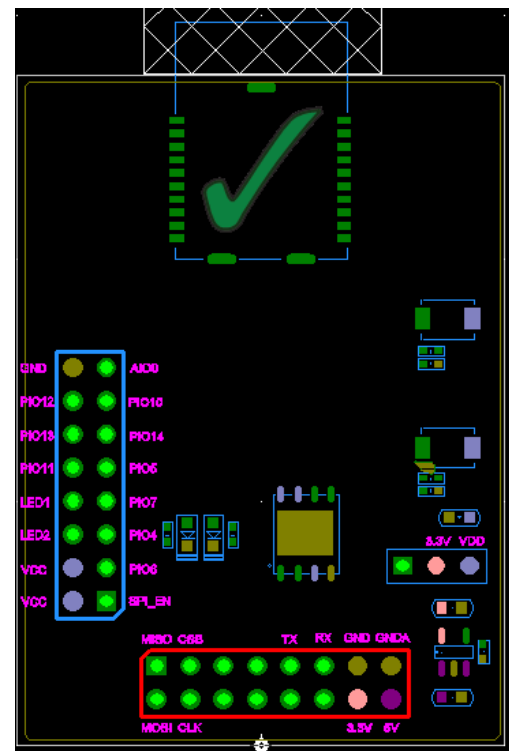 GND AIO0
PIO12 PIO10
PIO13 PIO14
PIO11 PIO5
LED1 PIO7
LED2 PIO4
3.3V VDD
VCC PIO6
VCC SPI_EN
MISO CSB TX RX GND GNDA
MOSI CLK 3.3V 5V